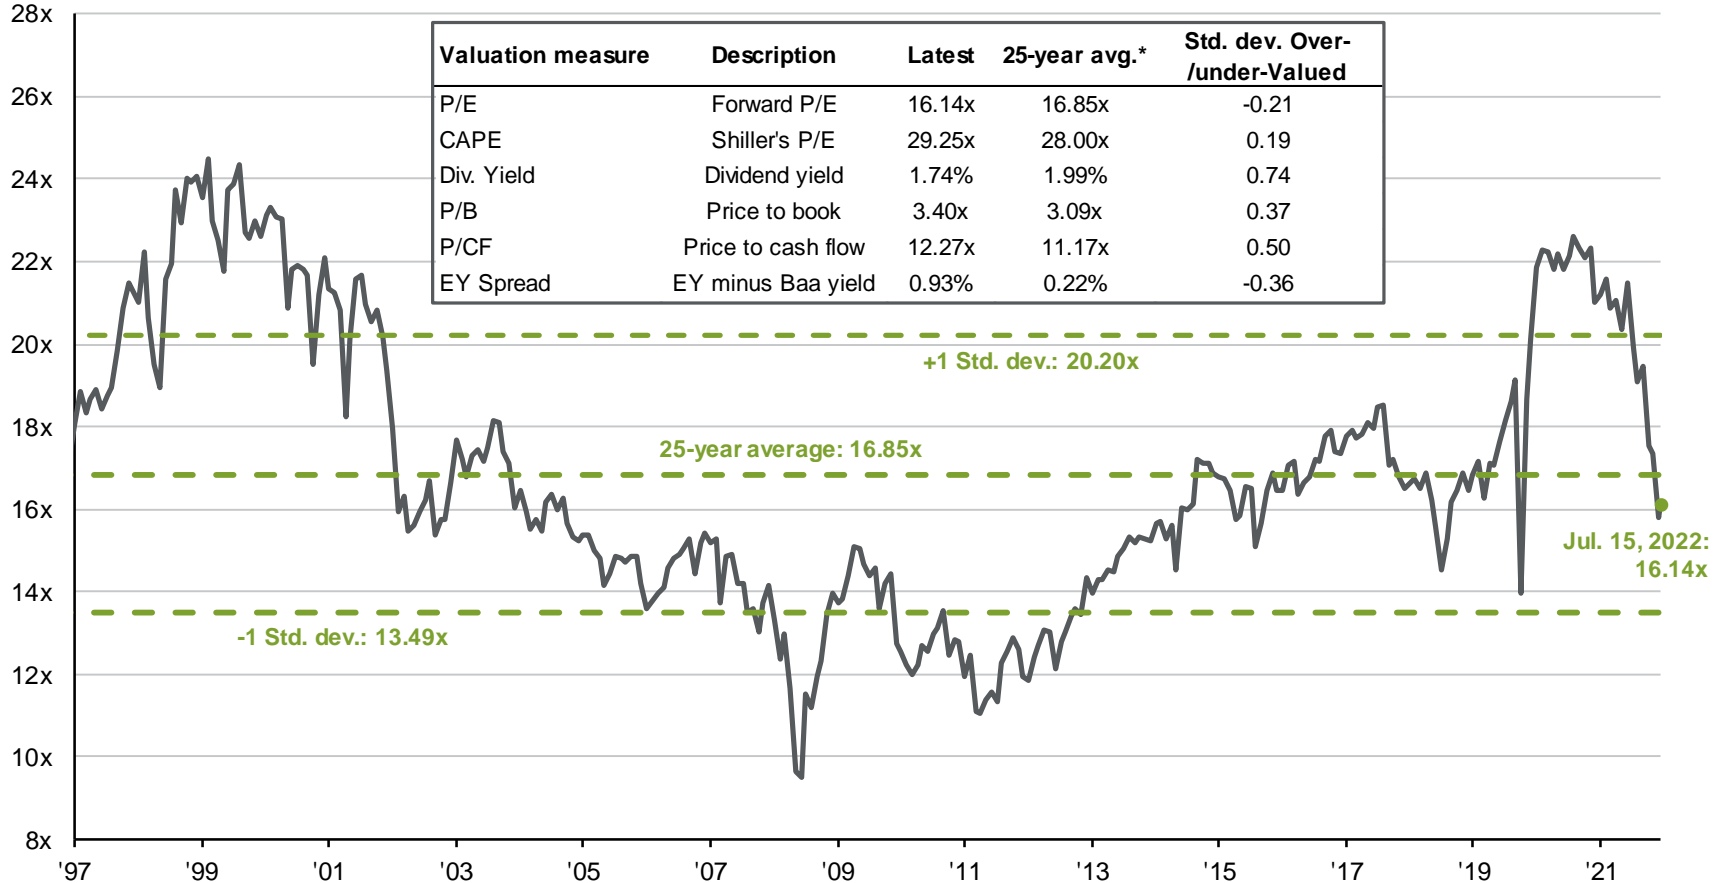 28x
26x
24x
22x
20x
18x
16x
14x
12x
10x
8x
Valuation measure Description Latest 25-year avg.* Std. dev. Over-
/under-Valued
P/E Forward P/E 16.14x 16.85x -0.21
CAPE Shiller's P/E 29.25x 28.00x 0.19
Div. Yield Dividend yield 1.74% 1.99% 0.74
P/B Price to book 3.40x 3.09x 0.37
P/CF Price to cash flow 12.27x 11.17x 0.50
EY Spread EY minus Baa yield 0.93% 0.22% -0.36
+1 Std. dev.: 20.20x
25-year average: 16.85x
Jul. 15, 2022:
16.14x
-1 Std. dev.: 13.49x
'97 '99 '01 '03 '05 '07 '09 '11 '13 '15 '17 '19 '21